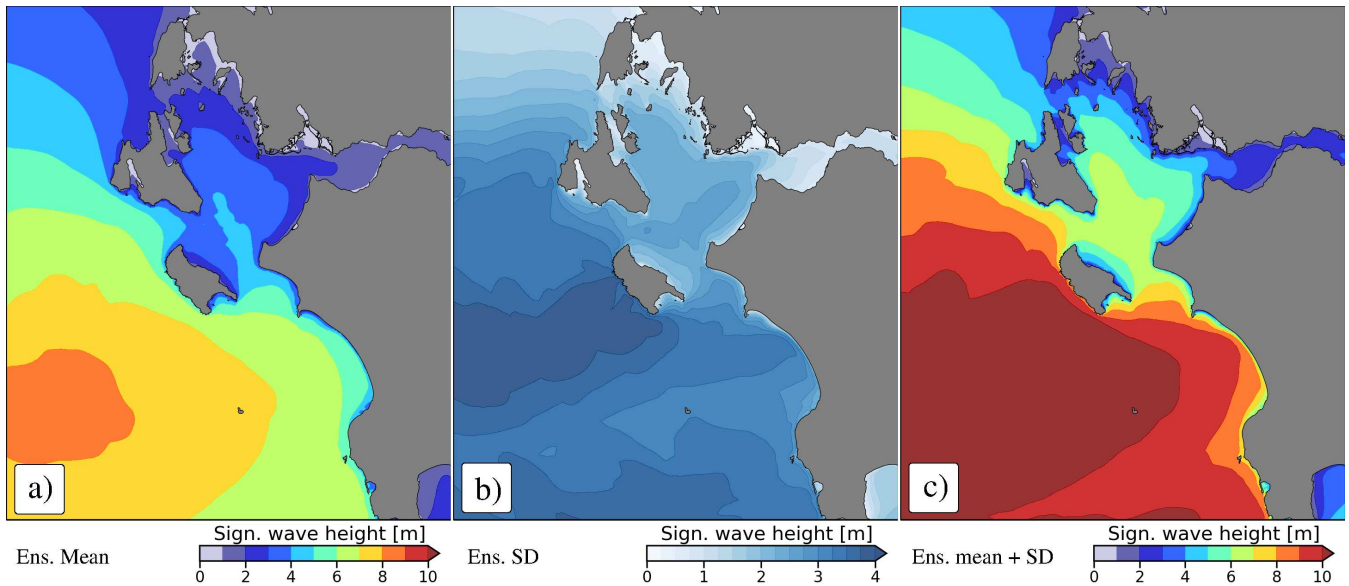 a)
b)
c)
Ens. Mean
Sign. wave height [m]
0 2 4 6 8 10
Ens. SD
Sign. wave height [m]
0 1 2 3 4
Ens. mean + SD
Sign. wave height [m]
0 2 4 6 8 10